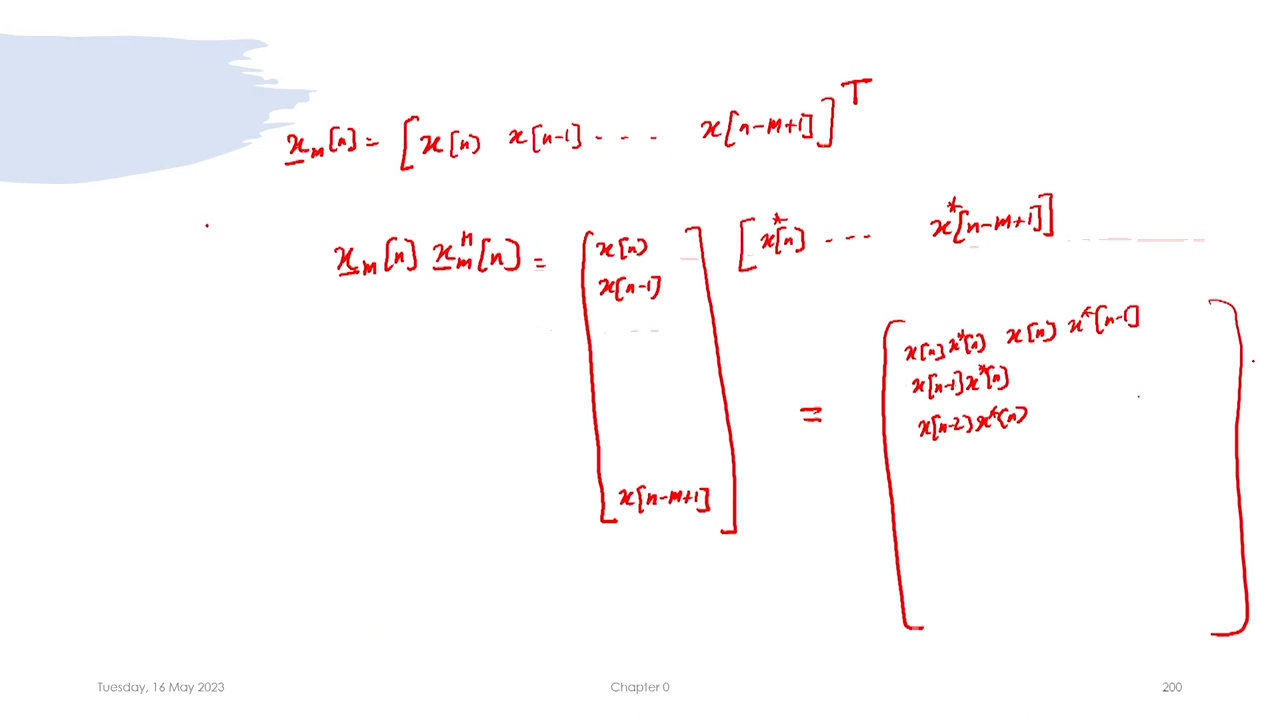 x_m[n] = [x[n] x[n-1] - - - x[n-m+1]]^T
x_m[n] x_m^H[n] = [x[n] [x*[n] - - - x*[n-m+1]]
x[n-1]
x[n-m+1]]
= [x[n]x*[n] x[n] x*[n-1]
x[n-1]x*[n]
x[n-2]x*[n] ]
Tuesday, 16 May 2023 Chapter 0 200